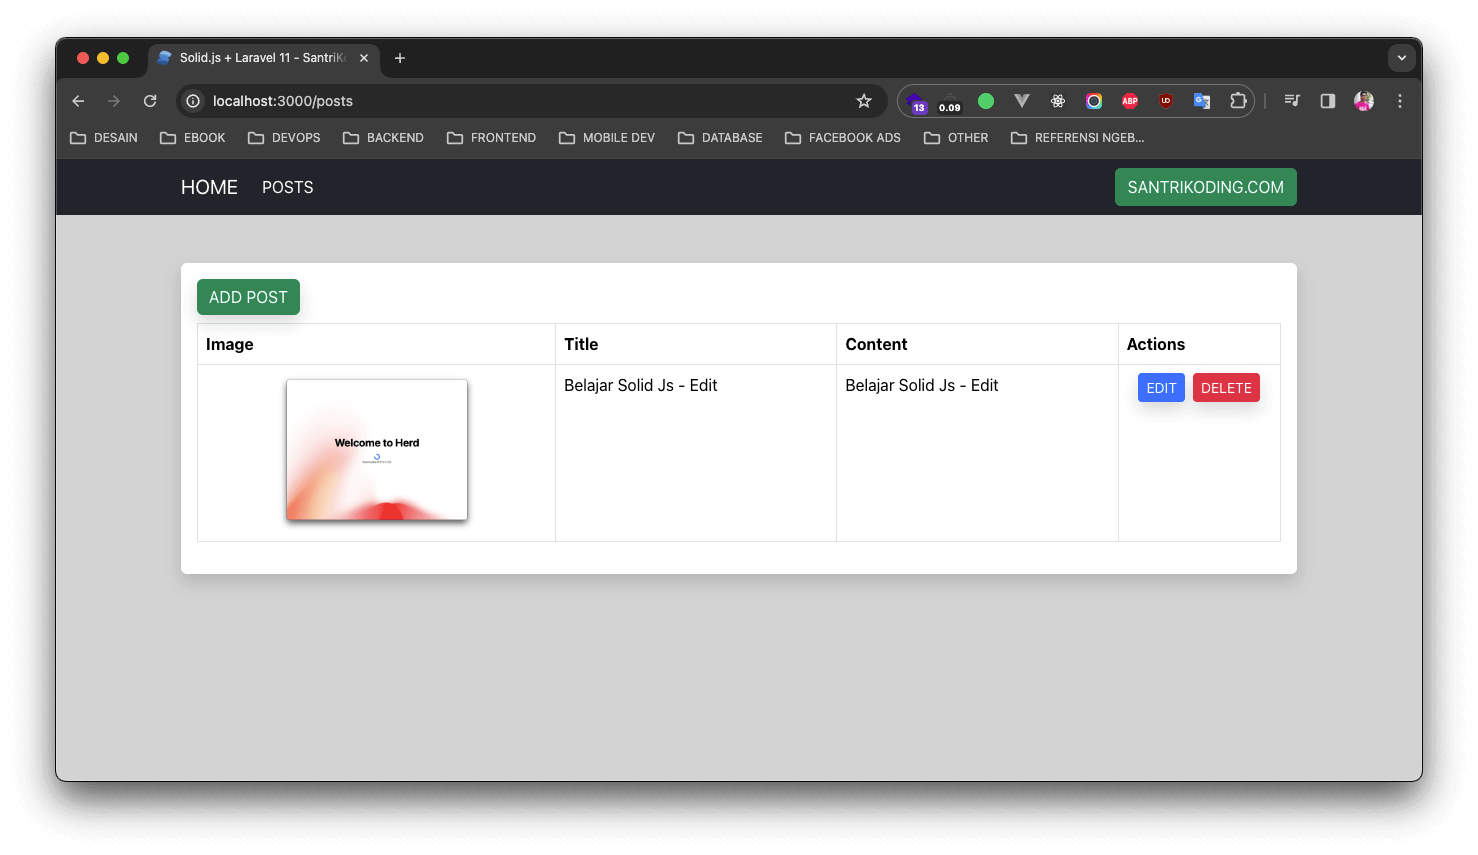 Solid.js + Laravel 11 - SantriK
localhost:3000/posts
13
0.09
ABP
DESAIN
EBOOK
DEVOPS
BACKEND
FRONTEND
MOBILE DEV
DATABASE
FACEBOOK ADS
OTHER
REFERENSI NGEB...
HOME
POSTS
SANTRIKODING.COM
ADD POST
Image
Title
Content
Actions
Welcome to Herd
Belajar Solid Js - Edit
Belajar Solid Js - Edit
EDIT
DELETE